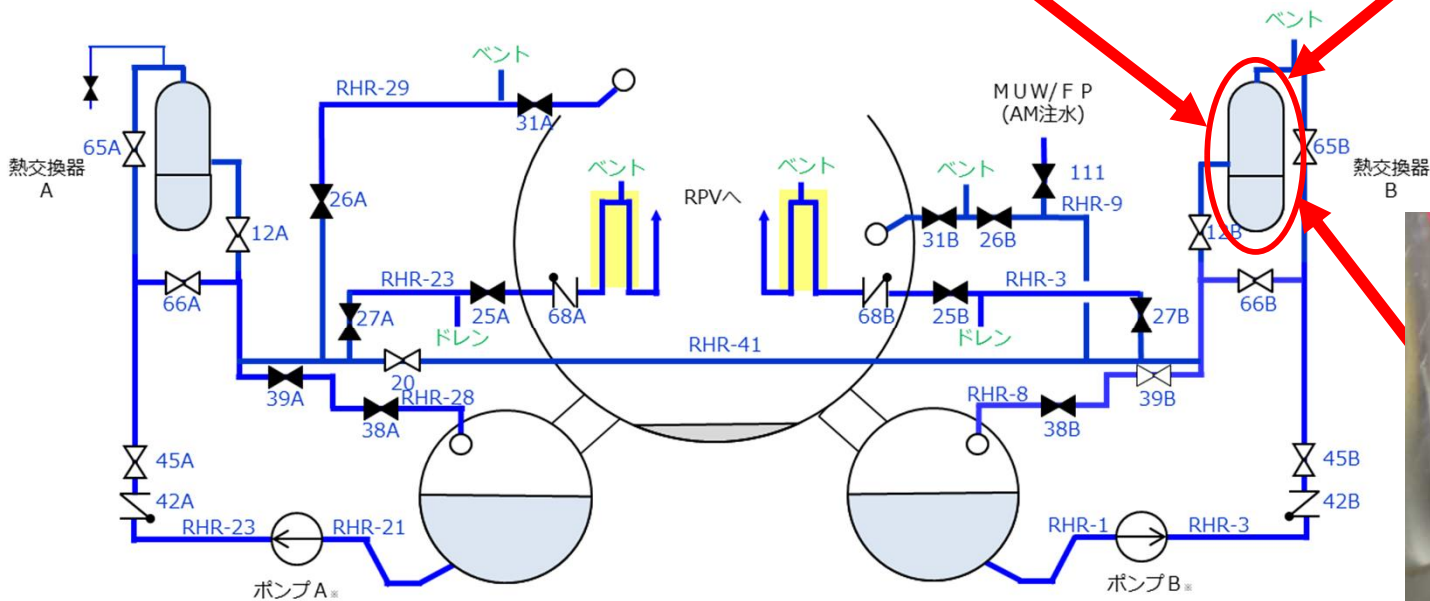 ベント
ベント
RHR-29
31A
MUW/FP
(AM注水)
65A
65B
熱交換器
A
熱交換器
B
ベント
ベント
ベント
111
26A
RPVへ
RHR-9
12A
31B
26B
12B
RHR-23
RHR-3
66A
66B
27A
25A
68A
68B
25B
27B
ドレン
ドレン
RHR-41
20
39A
RHR-28
38A
RHR-8
38B
39B
45A
45B
42A
42B
RHR-23
RHR-21
RHR-1
RHR-3
ポンプA※
ポンプB※